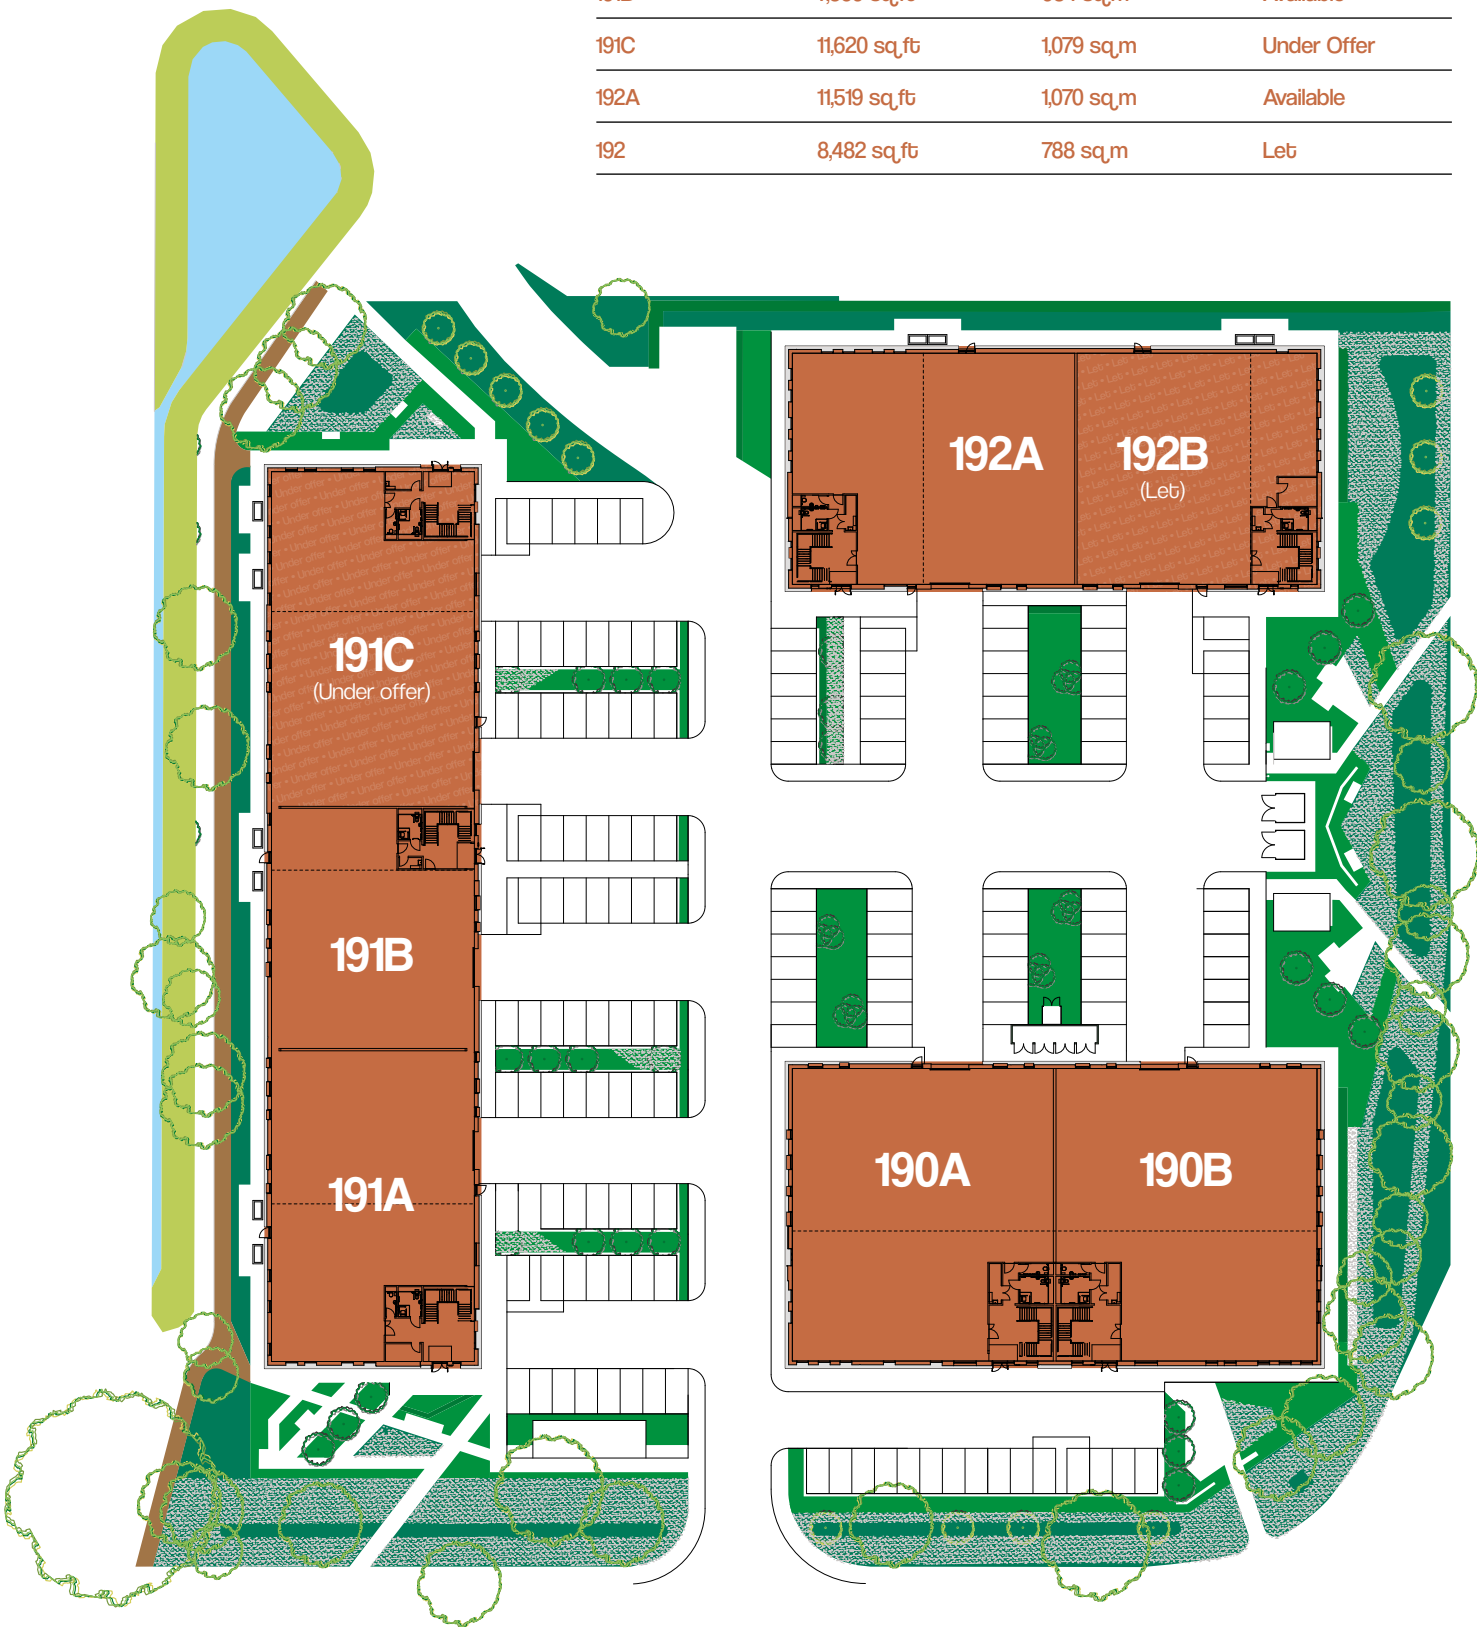 191C 11,620 sq.ft 1,079 sq.m Under Offer
192A 11,519 sq.ft 1,070 sq.m Available
192 8,482 sq.ft 788 sq.m Let
192A
192B
(Let)
191C
(Under offer)
191B
191A
190A
190B